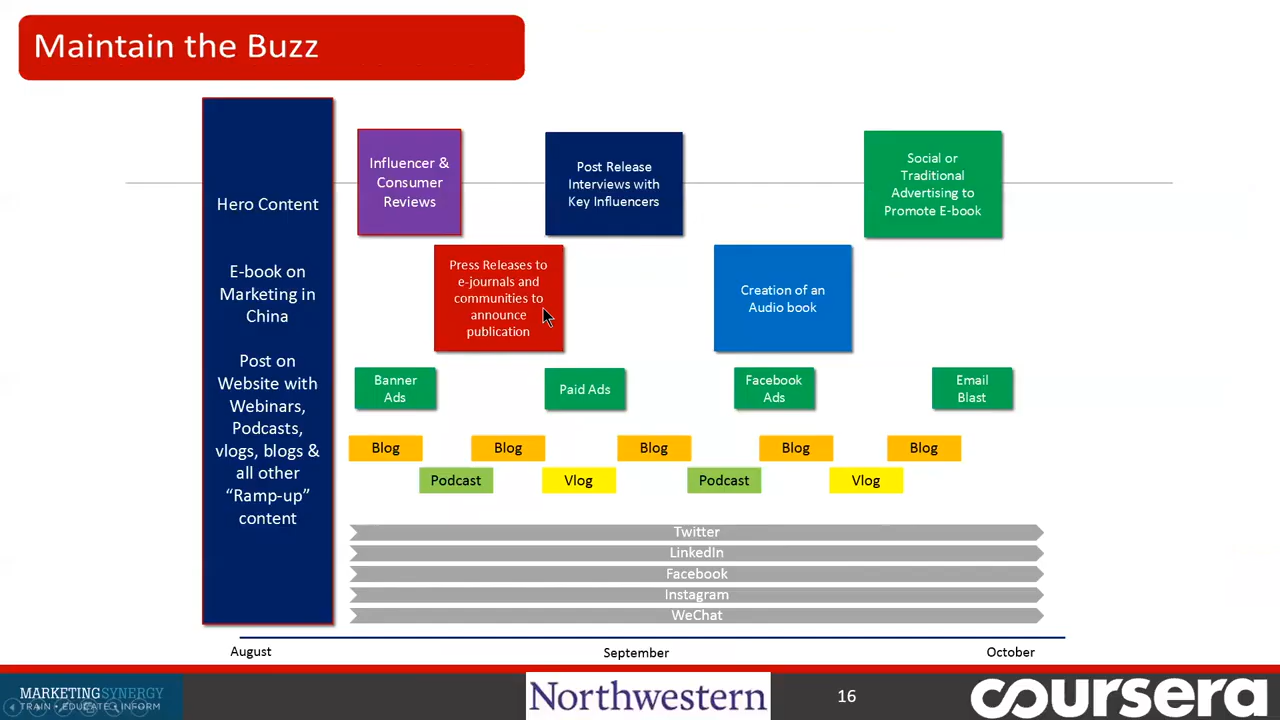 Maintain the Buzz
Hero Content
E-book on
Marketing in
China
Post on
Website with
Webinars,
Podcasts,
vlogs, blogs &
all other
“Ramp-up”
content
Influencer &
Consumer
Reviews
Post Release
Interviews with
Key Influencers
Social or
Traditional
Advertising to
Promote E-book
Press Releases to
e-journals and
communities to
announce
publication
Creation of an
Audio book
Banner
Ads
Paid Ads
Facebook
Ads
Email
Blast
Blog
Blog
Blog
Blog
Blog
Podcast
Vlog
Podcast
Vlog
Twitter
LinkedIn
Facebook
Instagram
WeChat
August
September
October
MARKETINGSYNERGY
TRAIN • EDUCATE • INFORM
Northwestern
16
coursera